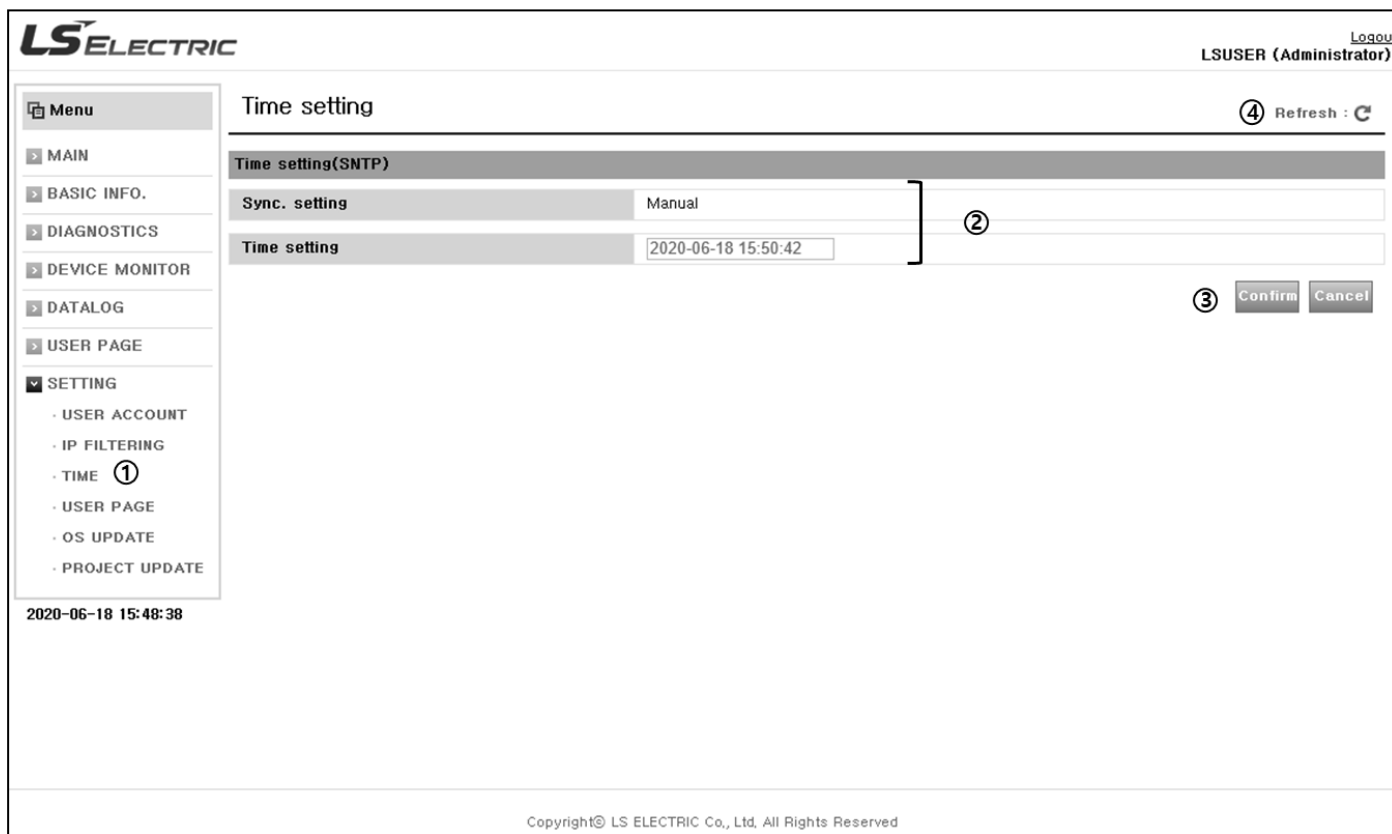 LS ELECTRIC
Logou
LSUSER (Administrator)
Menu
MAIN
BASIC INFO.
DIAGNOSTICS
DEVICE MONITOR
DATALOG
USER PAGE
SETTING
· USER ACCOUNT
· IP FILTERING
· TIME ①
· USER PAGE
· OS UPDATE
· PROJECT UPDATE
2020-06-18 15:48:38
Time setting
④ Refresh :
Time setting(SNTP)
Sync. setting Manual
②
Time setting 2020-06-18 15:50:42
③ Confirm Cancel
Copyright© LS ELECTRIC Co., Ltd. All Rights Reserved